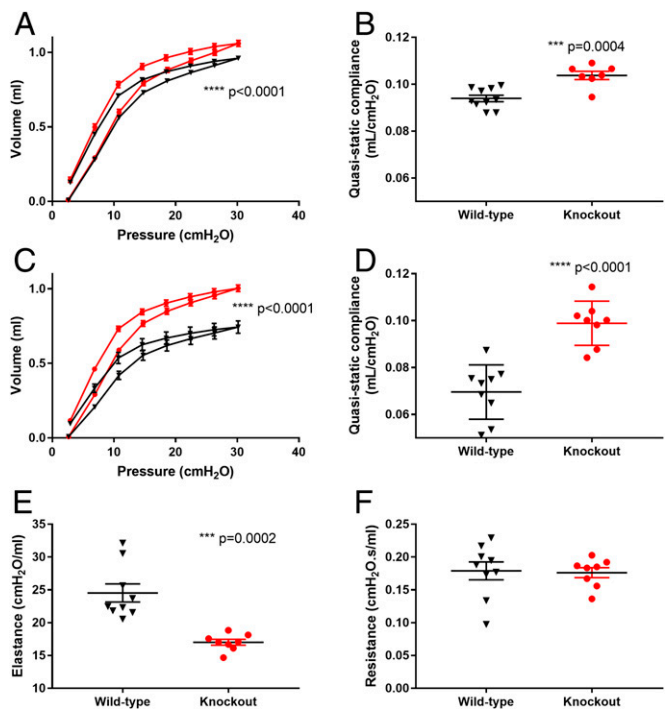 A
Volume (ml)
1.0
0.5
0.0
0
10
20
30
40
Pressure (cmH₂O)
**** p<0.0001
B
Quasi-static compliance
(mL/cmH₂O)
0.12
0.10
0.08
0.06
Wild-type
Knockout
*** p=0.0004
C
Volume (ml)
1.0
0.5
0.0
0
10
20
30
40
Pressure (cmH₂O)
**** p<0.0001
D
Quasi-static compliance
(mL/cmH₂O)
0.12
0.10
0.08
0.06
Wild-type
Knockout
**** p<0.0001
E
Elastance (cmH₂O/ml)
35
30
25
20
15
10
Wild-type
Knockout
*** p=0.0002
F
Resistance (cmH₂O.s/ml)
0.25
0.20
0.15
0.10
0.05
0.00
Wild-type
Knockout